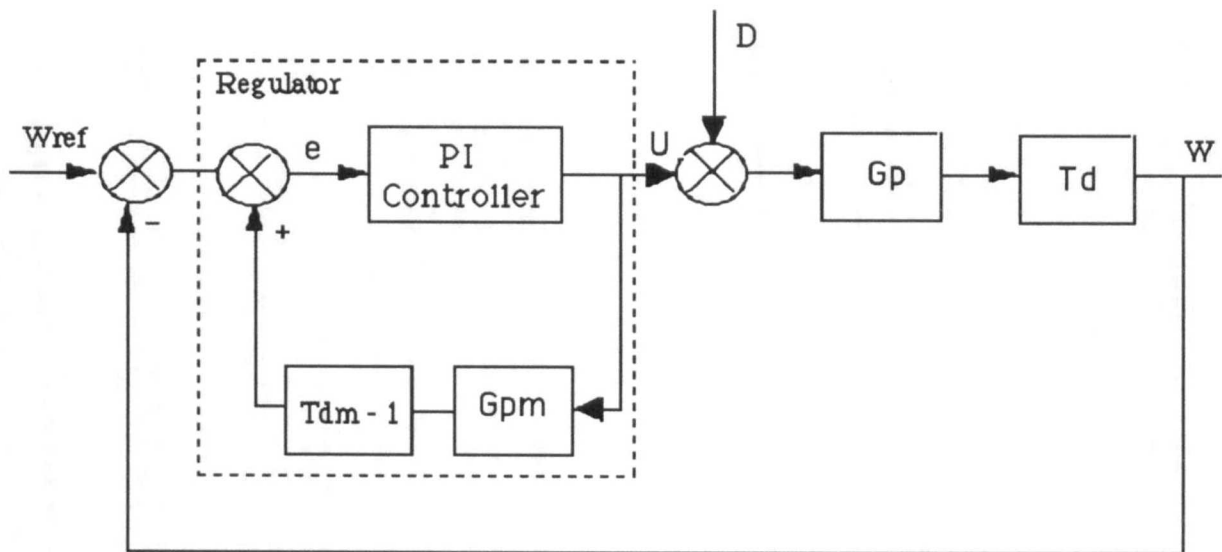 D
Regulator
Wref
e
PI
Controller
U
Gp
Td
W
-
+
Tdm - 1
Gpm